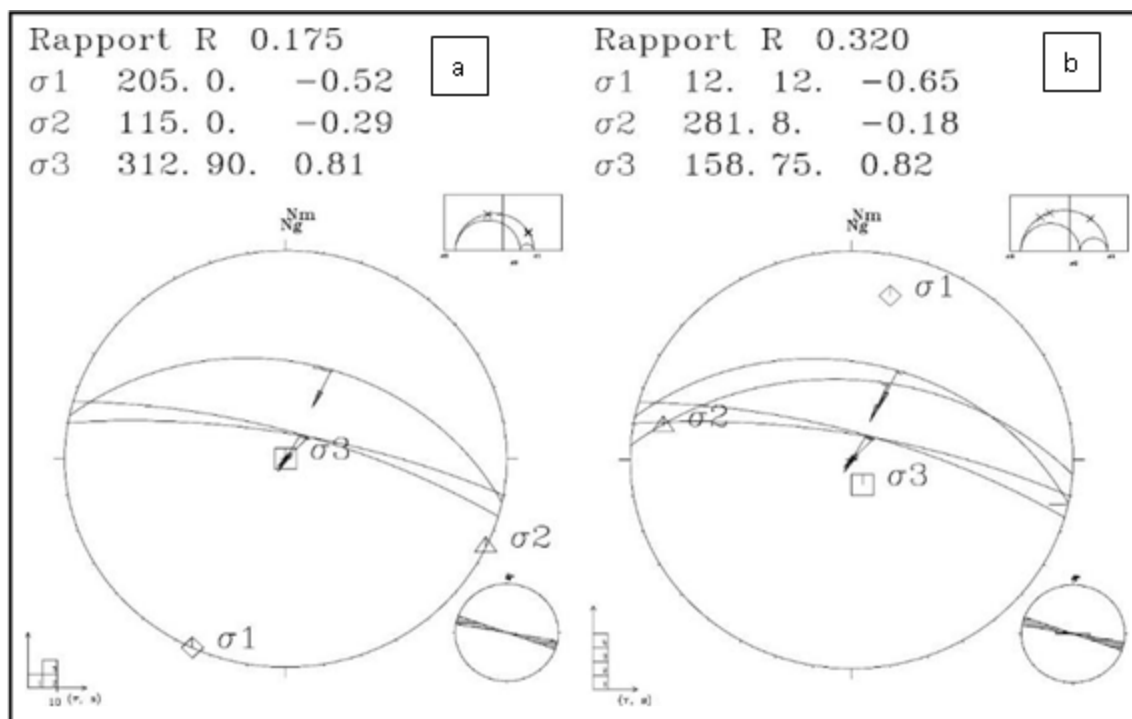 Rapport R 0.175
σ1 205. 0. −0.52
σ2 115. 0. −0.29
σ3 312. 90. 0.81
a
Nm
Ng
σ3
σ2
σ1
10 (τ, s)
Rapport R 0.320
σ1 12. 12. −0.65
σ2 281. 8. −0.18
σ3 158. 75. 0.82
b
Nm
Ng
σ1
σ2
σ3